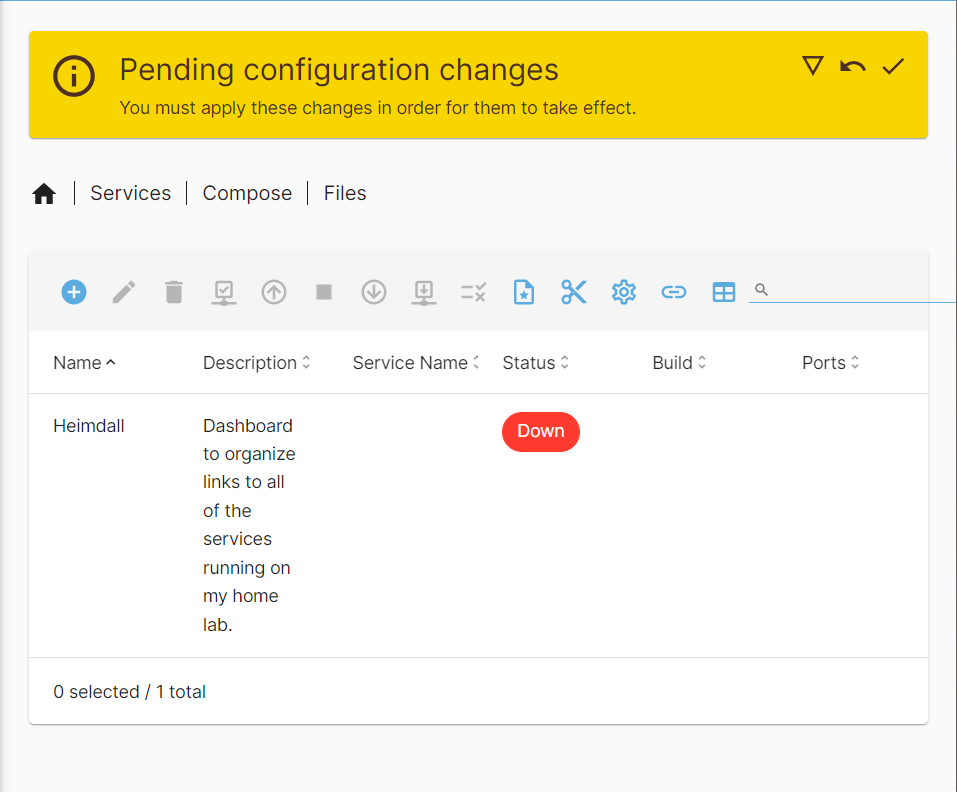 Pending configuration changes
You must apply these changes in order for them to take effect.
Services | Compose | Files
Name Description Service Name Status Build Ports
Heimdall Dashboard Down
to organize
links to all
of the
services
running on
my home
lab.
0 selected / 1 total